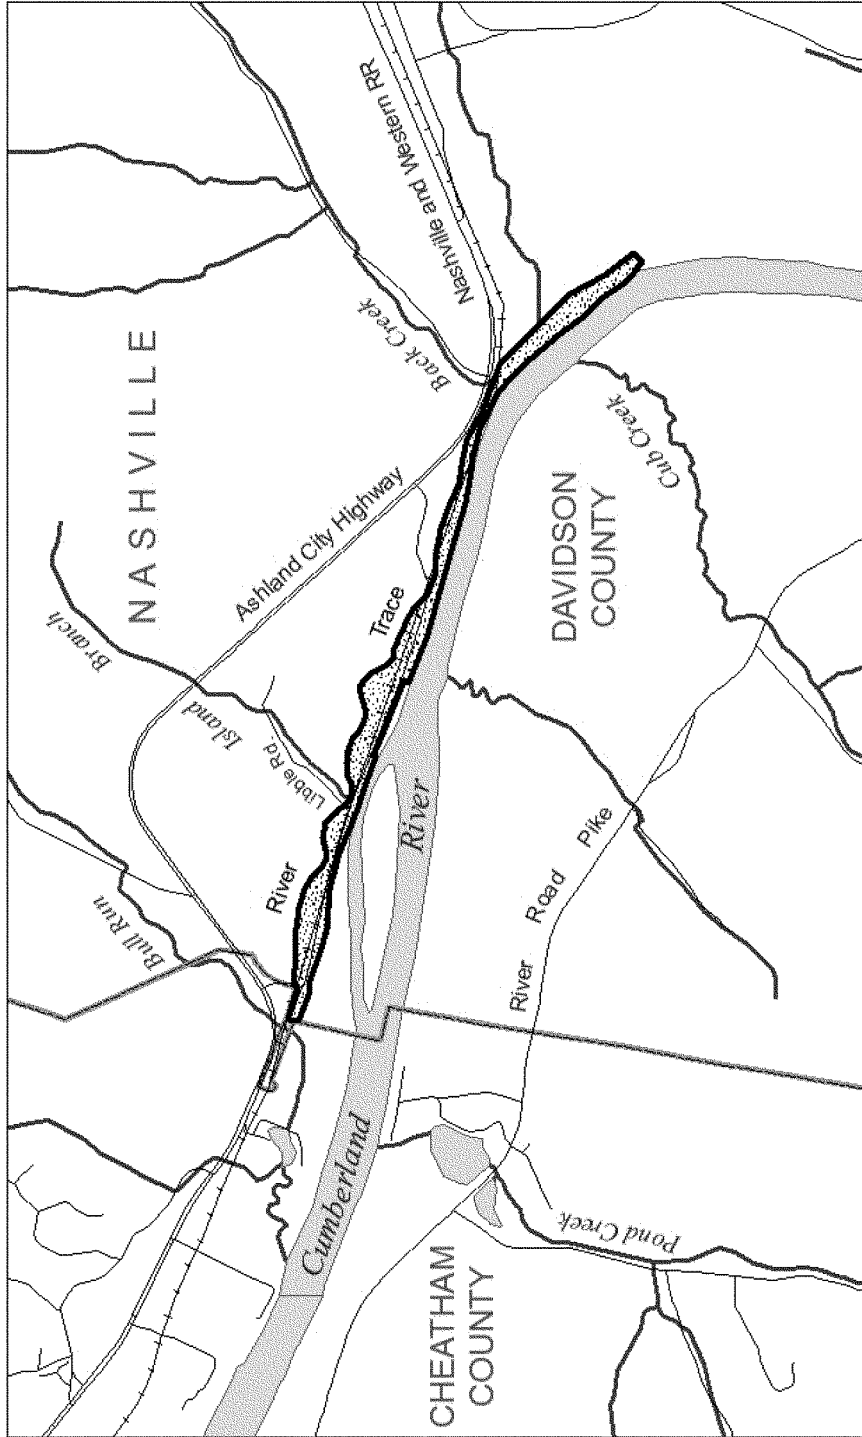 NASHVILLE
Nashville and Western RR
Back Creek
Ashland City Highway
Branch
Island
Libble Rd
Trace
River
Bull Run
DAVIDSON
COUNTY
Cub Creek
River
River Road Pike
Cumberland
CHEATHAM
COUNTY
Pond Creek